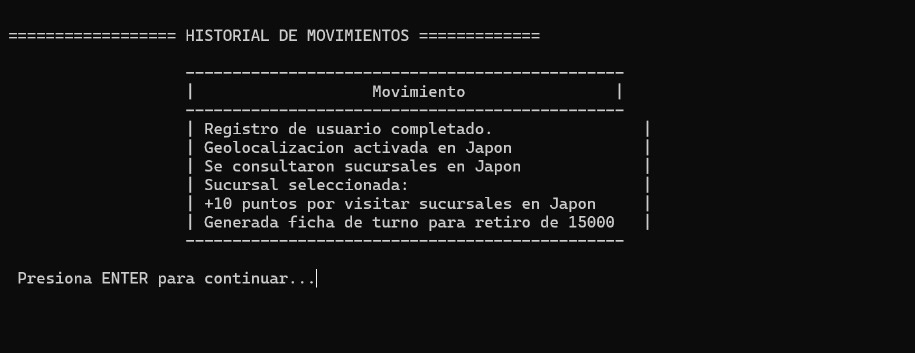 ================== HISTORIAL DE MOVIMIENTOS =============
-----------------------------------------------
|                   Movimiento                |
-----------------------------------------------
| Registro de usuario completado.                |
| Geolocalizacion activada en Japon              |
| Se consultaron sucursales en Japon             |
| Sucursal seleccionada:                         |
| +10 puntos por visitar sucursales en Japon     |
| Generada ficha de turno para retiro de 15000   |
-----------------------------------------------
Presiona ENTER para continuar...